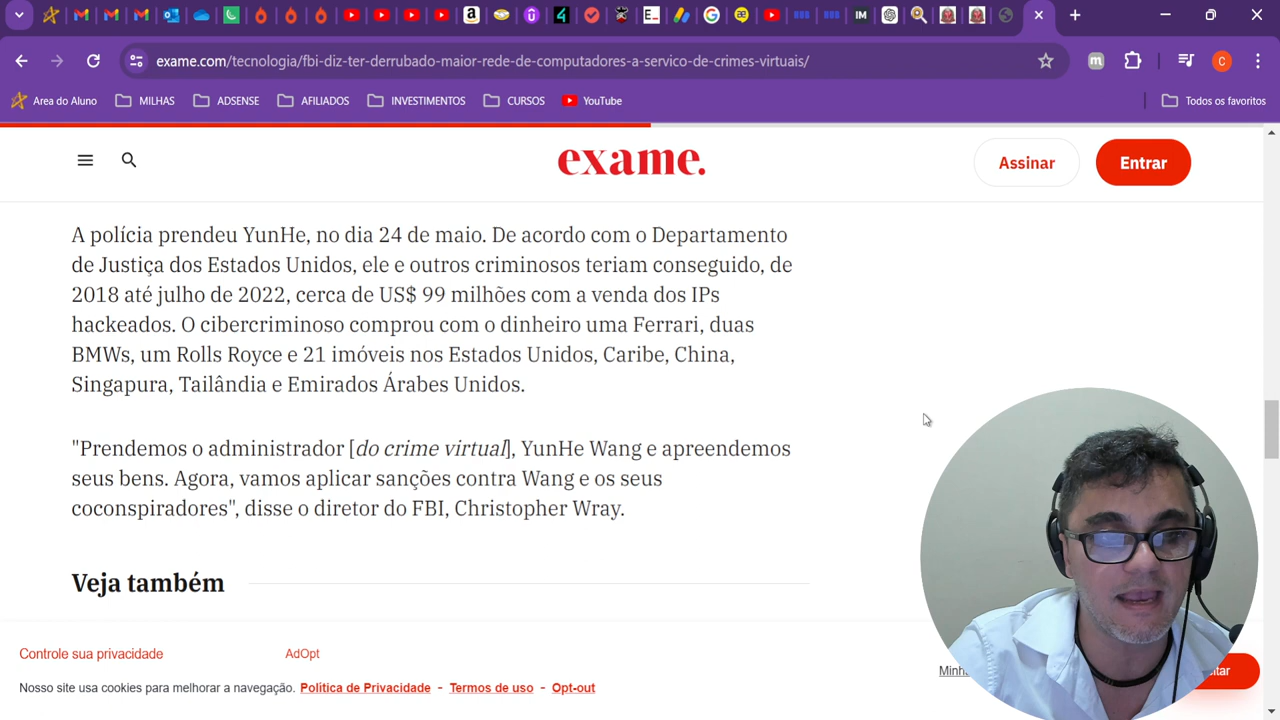 exame.com/tecnologia/fbi-diz-ter-derrubado-maior-rede-de-computadores-a-servico-de-crimes-virtuais/
C
Area do Aluno
MILHAS
ADSENSE
AFILIADOS
INVESTIMENTOS
CURSOS
YouTube
Todos os favoritos
exame.
Assinar
Entrar
A polícia prendeu YunHe, no dia 24 de maio. De acordo com o Departamento
de Justiça dos Estados Unidos, ele e outros criminosos teriam conseguido, de
2018 até julho de 2022, cerca de US$ 99 milhões com a venda dos IPs
hackeados. O cibercriminoso comprou com o dinheiro uma Ferrari, duas
BMWs, um Rolls Royce e 21 imóveis nos Estados Unidos, Caribe, China,
Singapura, Tailândia e Emirados Árabes Unidos.
"Prendemos o administrador [do crime virtual], YunHe Wang e apreendemos
seus bens. Agora, vamos aplicar sanções contra Wang e os seus
coconspiradores", disse o diretor do FBI, Christopher Wray.
Veja também
Controle sua privacidade
AdOpt
Nosso site usa cookies para melhorar a navegação. Política de Privacidade - Termos de uso - Opt-out